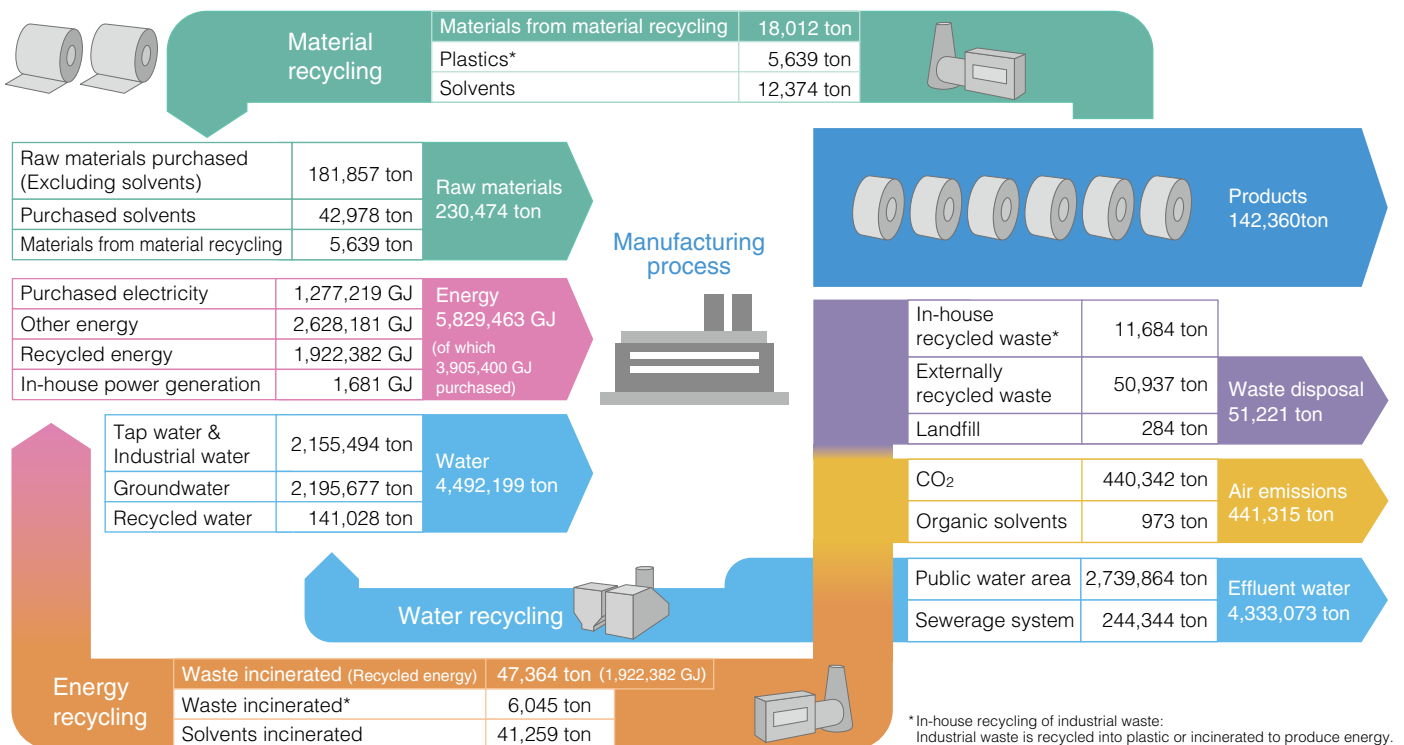 Material
recycling
Materials from material recycling 18,012 ton
Plastics* 5,639 ton
Solvents 12,374 ton
Raw materials purchased
(Excluding solvents) 181,857 ton
Purchased solvents 42,978 ton
Materials from material recycling 5,639 ton
Raw materials
230,474 ton
Purchased electricity 1,277,219 GJ
Other energy 2,628,181 GJ
Recycled energy 1,922,382 GJ
In-house power generation 1,681 GJ
Energy
5,829,463 GJ
(of which
3,905,400 GJ
purchased)
Tap water &
Industrial water 2,155,494 ton
Groundwater 2,195,677 ton
Recycled water 141,028 ton
Water
4,492,199 ton
Manufacturing
process
Products
142,360ton
In-house
recycled waste* 11,684 ton
Externally
recycled waste 50,937 ton
Landfill 284 ton
Waste disposal
51,221 ton
CO₂ 440,342 ton
Organic solvents 973 ton
Air emissions
441,315 ton
Public water area 2,739,864 ton
Sewerage system 244,344 ton
Effluent water
4,333,073 ton
Water recycling
Energy
recycling
Waste incinerated (Recycled energy) 47,364 ton (1,922,382 GJ)
Waste incinerated* 6,045 ton
Solvents incinerated 41,259 ton
* In-house recycling of industrial waste:
Industrial waste is recycled into plastic or incinerated to produce energy.